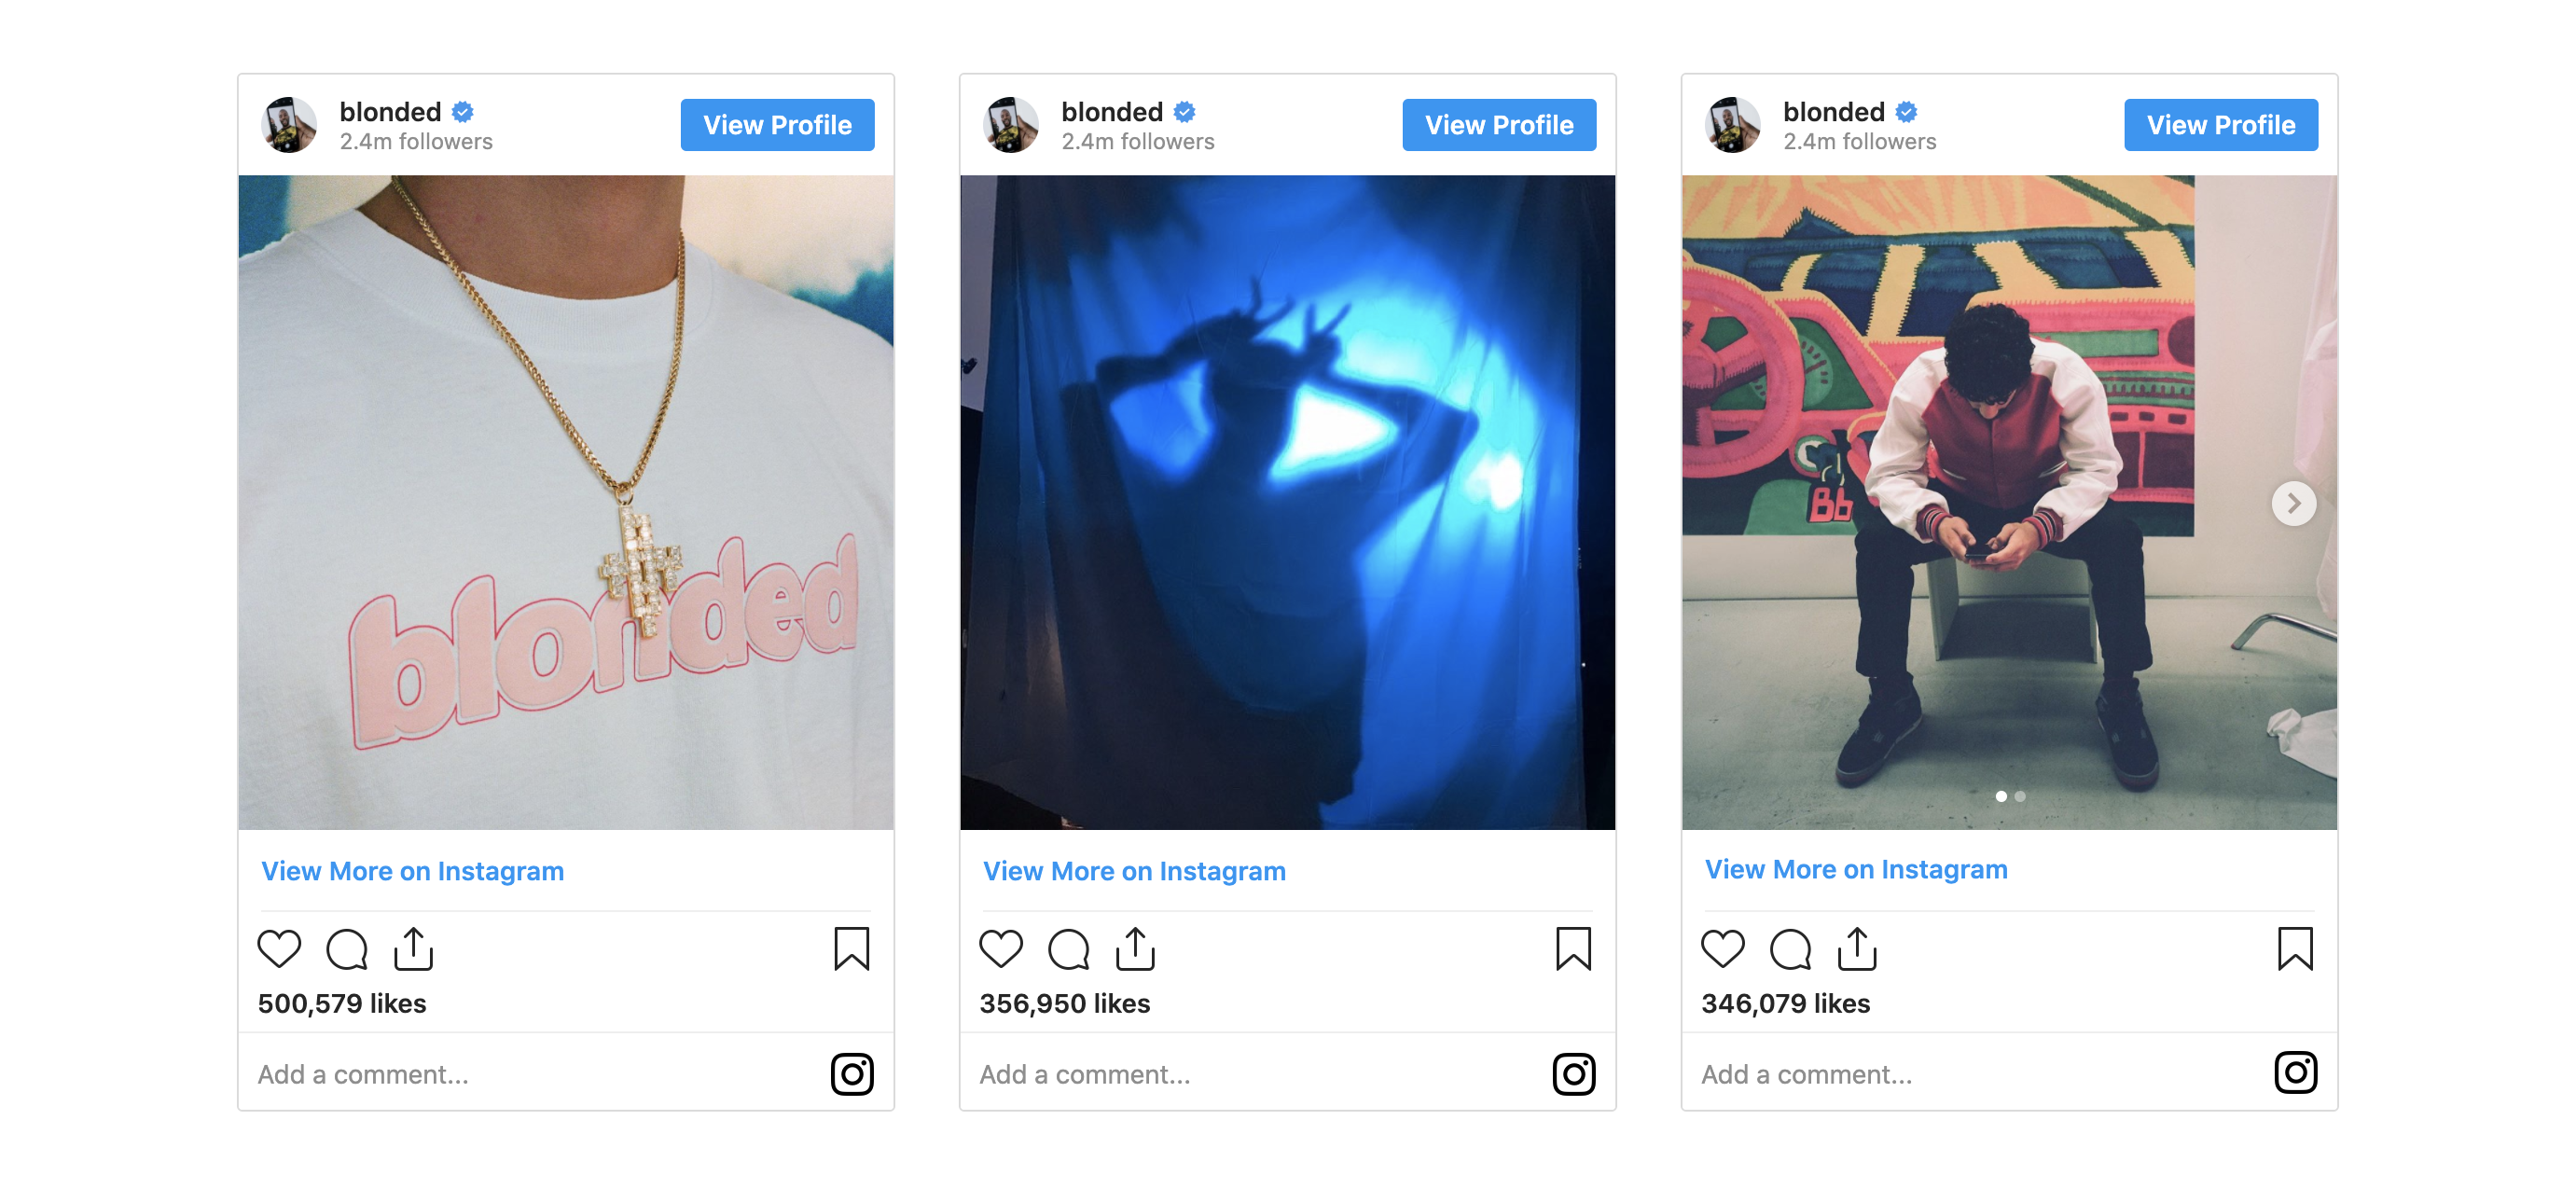 blonded
2.4m followers
View Profile
blonded
View More on Instagram
500,579 likes
Add a comment...
blonded
2.4m followers
View Profile
View More on Instagram
356,950 likes
Add a comment...
blonded
2.4m followers
View Profile
Bb
View More on Instagram
346,079 likes
Add a comment...